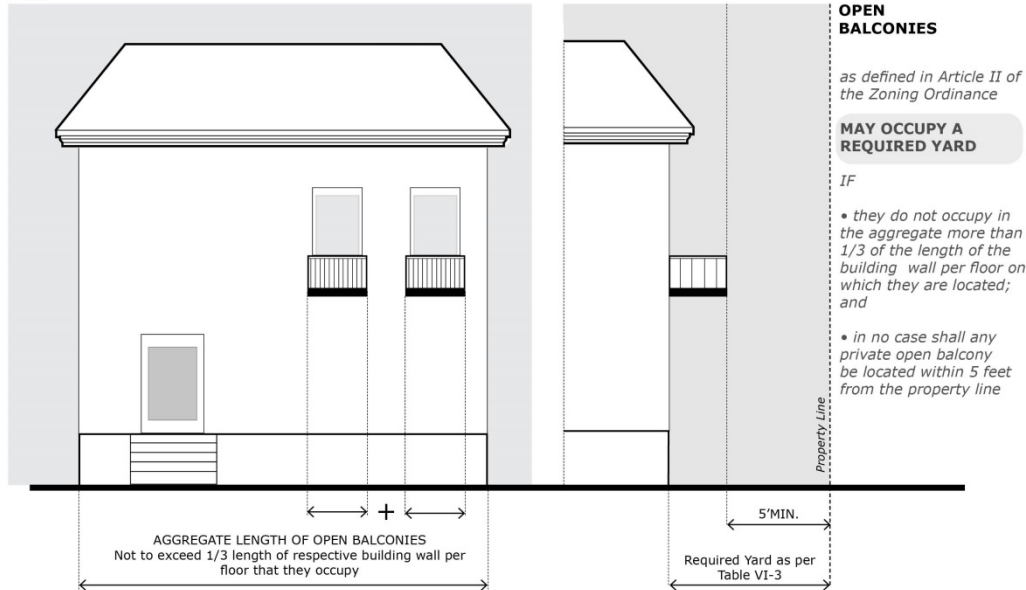 OPEN
BALCONIES
as defined in Article II of
the Zoning Ordinance
MAY OCCUPY A
REQUIRED YARD
IF
• they do not occupy in
the aggregate more than
1/3 of the length of the
building wall per floor on
which they are located;
and
• in no case shall any
private open balcony
be located within 5 feet
from the property line
Property Line
+
5'MIN.
AGGREGATE LENGTH OF OPEN BALCONIES
Not to exceed 1/3 length of respective building wall per
floor that they occupy
Required Yard as per
Table VI-3